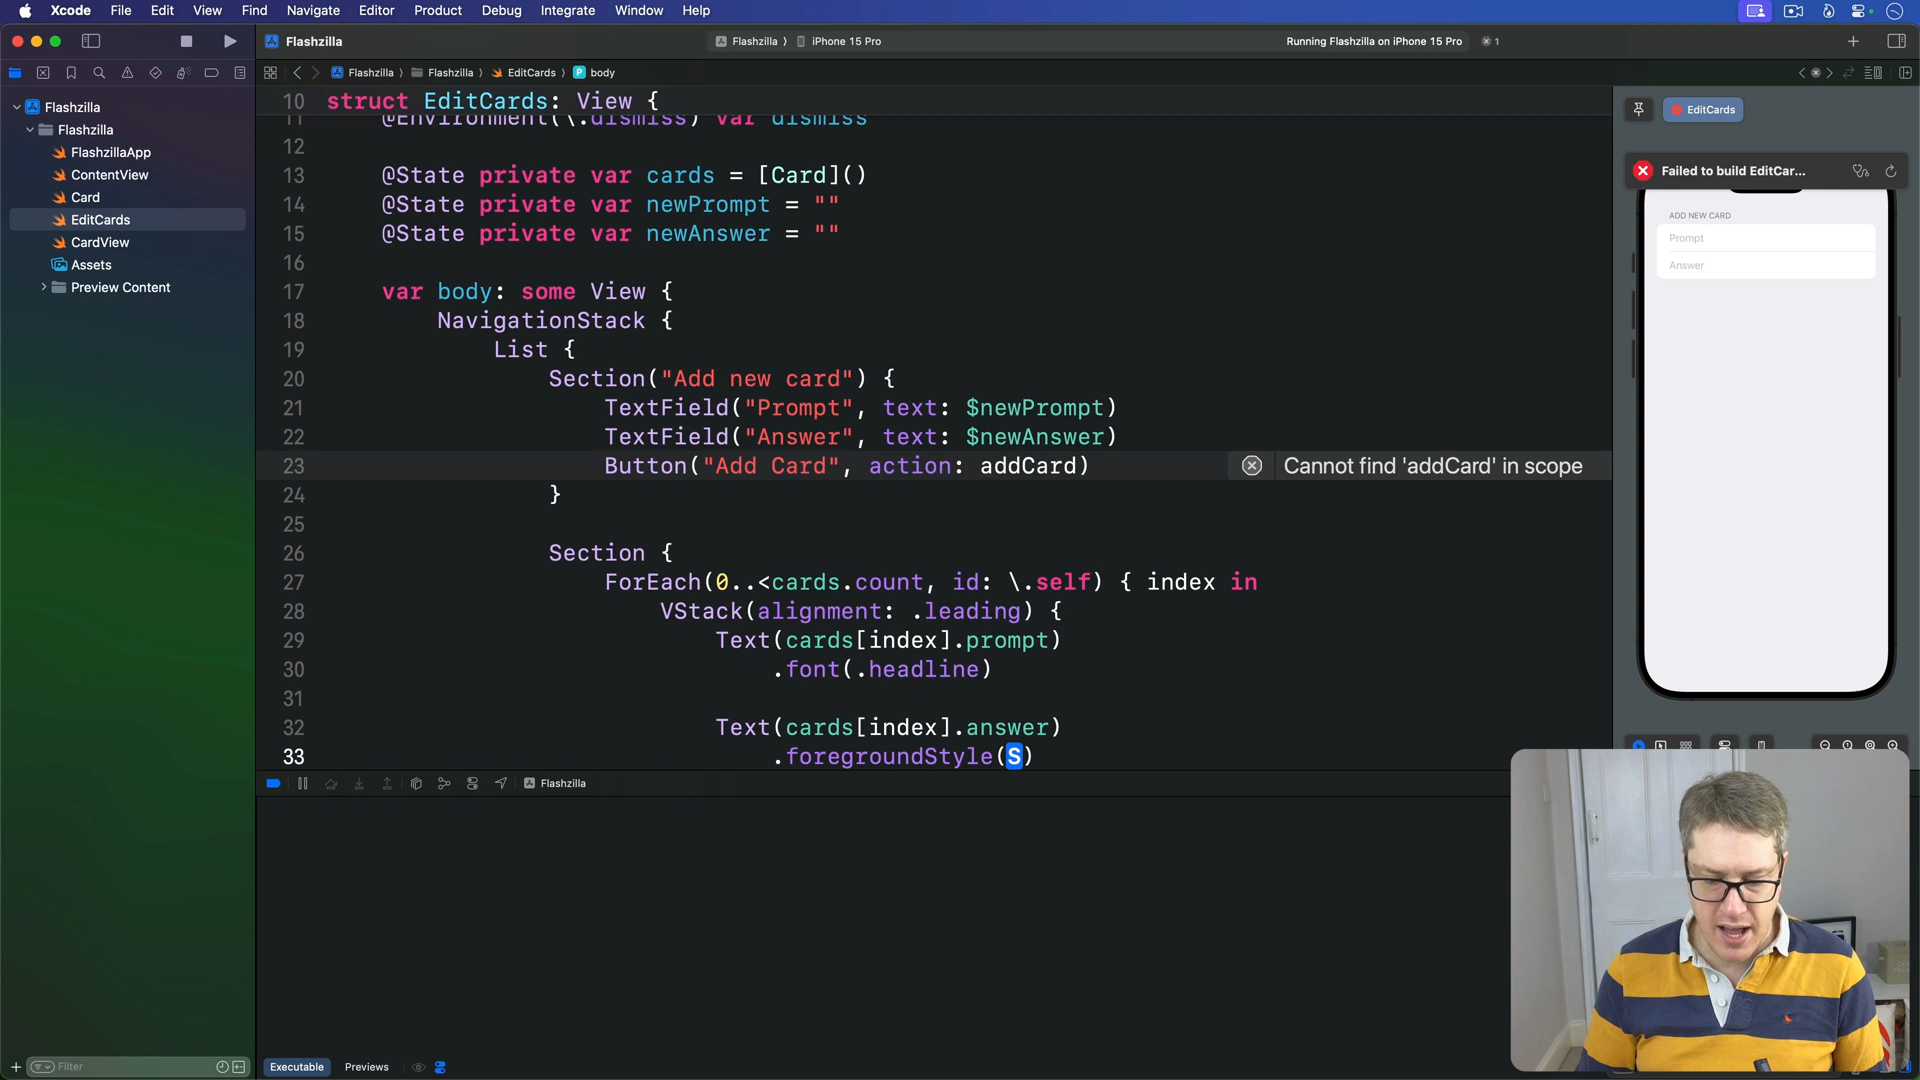 Xcode File Edit View Find Navigate Editor Product Debug Integrate Window Help
Flashzilla
Flashzilla iPhone 15 Pro
Running Flashzilla on iPhone 15 Pro
1
Flashzilla Flashzilla EditCards P body
Flashzilla
Flashzilla
FlashzillaApp
ContentView
Card
EditCards
CardView
Assets
Preview Content
10 struct EditCards: View {
11 @Environment(\.dismiss) var dismiss
12
13 @State private var cards = [Card]()
14 @State private var newPrompt = ""
15 @State private var newAnswer = ""
16
17 var body: some View {
18 NavigationStack {
19 List {
20 Section("Add new card") {
21 TextField("Prompt", text: $newPrompt)
22 TextField("Answer", text: $newAnswer)
23 Button("Add Card", action: addCard)
Cannot find 'addCard' in scope
24 }
25
26 Section {
27 ForEach(0..<cards.count, id: \.self) { index in
28 VStack(alignment: .leading) {
29 Text(cards[index].prompt)
30 .font(.headline)
31
32 Text(cards[index].answer)
33 .foregroundStyle(S)
EditCards
Failed to build EditCar...
ADD NEW CARD
Prompt
Answer
Flashzilla
Filter
Executable Previews